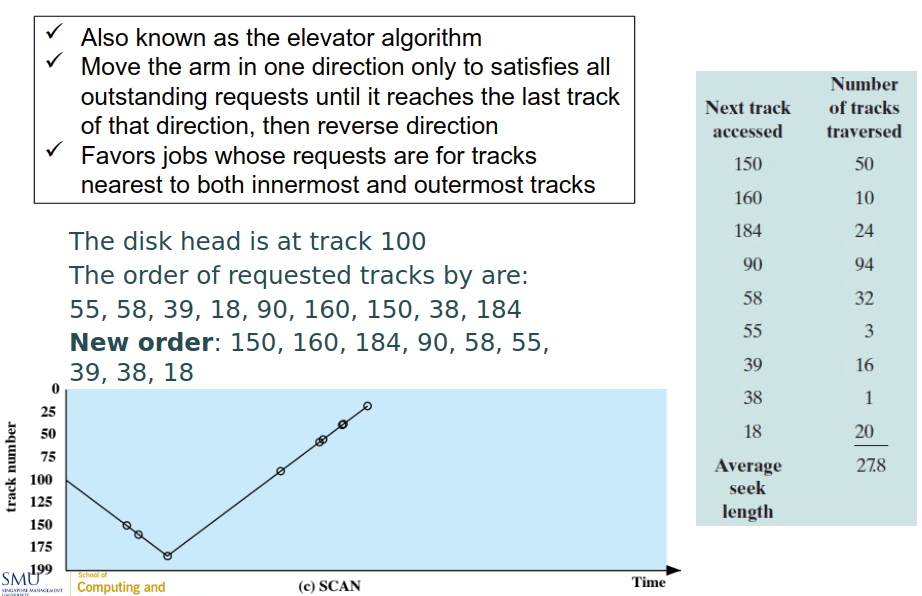 ✓ Also known as the elevator algorithm
✓ Move the arm in one direction only to satisfies all
outstanding requests until it reaches the last track
of that direction, then reverse direction
✓ Favors jobs whose requests are for tracks
nearest to both innermost and outermost tracks
The disk head is at track 100
The order of requested tracks by are:
55, 58, 39, 18, 90, 160, 150, 38, 184
New order: 150, 160, 184, 90, 58, 55,
39, 38, 18
Next track accessed
Number of tracks traversed
150 50
160 10
184 24
90 94
58 32
55 3
39 16
38 1
18 20
Average seek length 27.8
track number
0
25
50
75
100
125
150
175
199
(c) SCAN
Time
SMU
SINGAPORE MANAGEMENT
UNIVERSITY
School of
Computing and